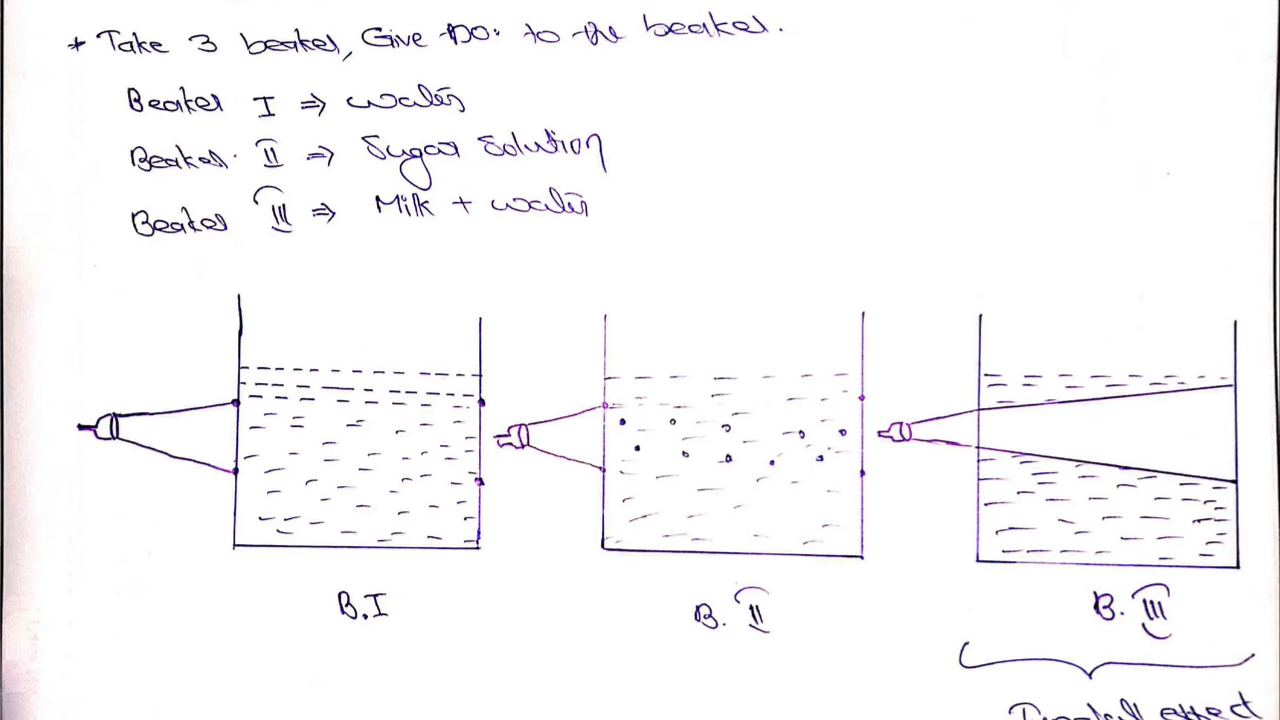 * Take 3 beaker, Give No: to the beaker.
Beaker I ⇒ water
Beaker II ⇒ Sugar Solution
Beaker III ⇒ Milk + water
B.I
B. II
B. III
effect